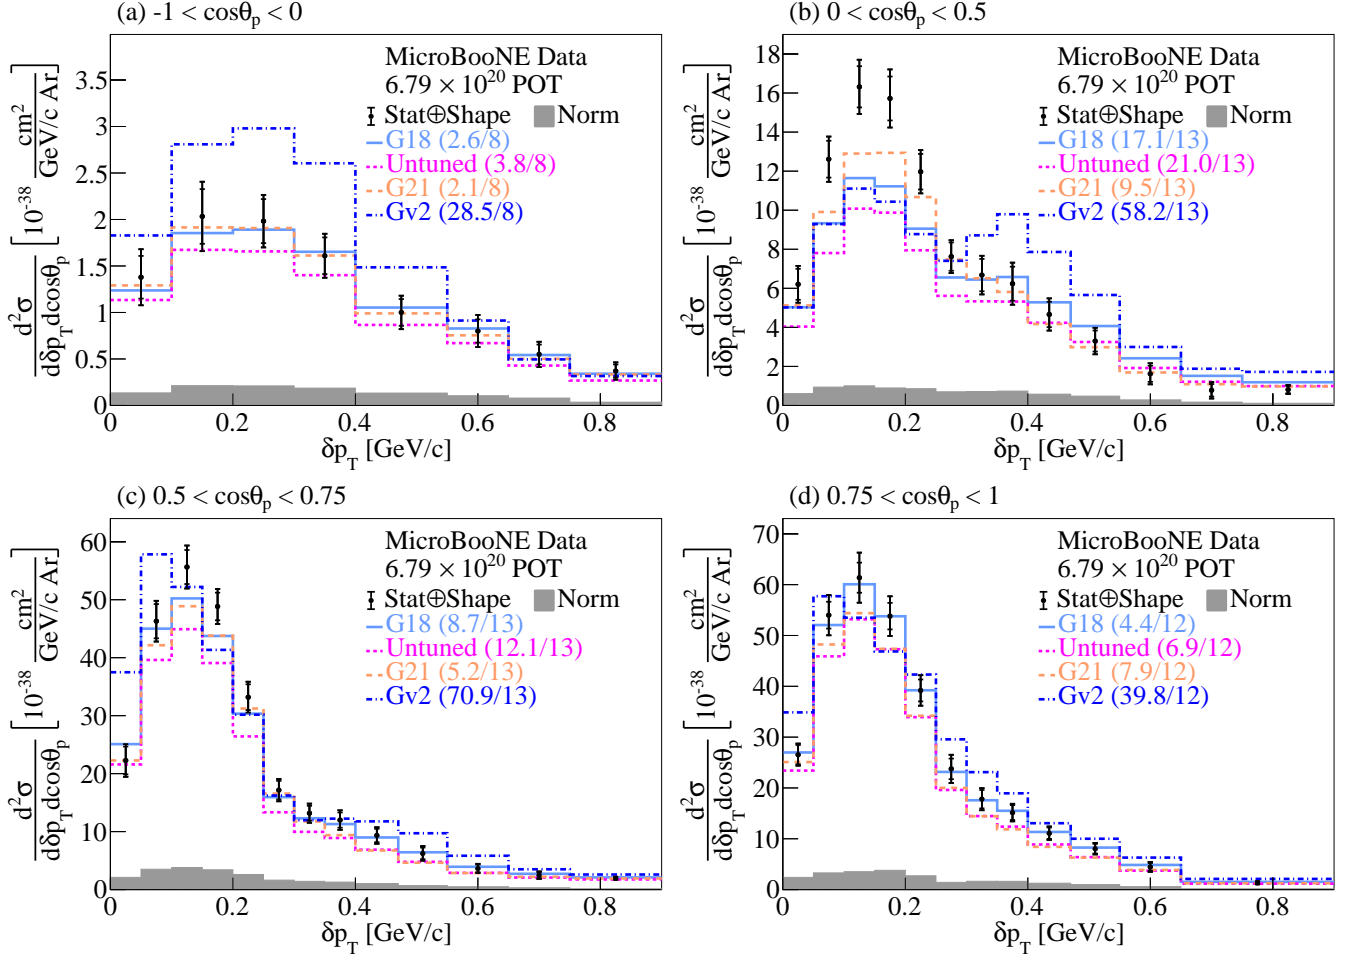 (a) -1 < cosθp < 0
d²σ / dδpT dcosθp [10⁻³⁸ cm² / GeV/c Ar]
MicroBooNE Data
6.79 × 10²⁰ POT
Stat⊕Shape Norm
G18 (2.6/8)
Untuned (3.8/8)
G21 (2.1/8)
Gv2 (28.5/8)
3.5
3
2.5
2
1.5
1
0.5
0
0 0.2 0.4 0.6 0.8
δpT [GeV/c]
(b) 0 < cosθp < 0.5
d²σ / dδpT dcosθp [10⁻³⁸ cm² / GeV/c Ar]
MicroBooNE Data
6.79 × 10²⁰ POT
Stat⊕Shape Norm
G18 (17.1/13)
Untuned (21.0/13)
G21 (9.5/13)
Gv2 (58.2/13)
18
16
14
12
10
8
6
4
2
0
0 0.2 0.4 0.6 0.8
δpT [GeV/c]
(c) 0.5 < cosθp < 0.75
d²σ / dδpT dcosθp [10⁻³⁸ cm² / GeV/c Ar]
MicroBooNE Data
6.79 × 10²⁰ POT
Stat⊕Shape Norm
G18 (8.7/13)
Untuned (12.1/13)
G21 (5.2/13)
Gv2 (70.9/13)
60
50
40
30
20
10
0
0 0.2 0.4 0.6 0.8
δpT [GeV/c]
(d) 0.75 < cosθp < 1
d²σ / dδpT dcosθp [10⁻³⁸ cm² / GeV/c Ar]
MicroBooNE Data
6.79 × 10²⁰ POT
Stat⊕Shape Norm
G18 (4.4/12)
Untuned (6.9/12)
G21 (7.9/12)
Gv2 (39.8/12)
70
60
50
40
30
20
10
0
0 0.2 0.4 0.6 0.8
δpT [GeV/c]